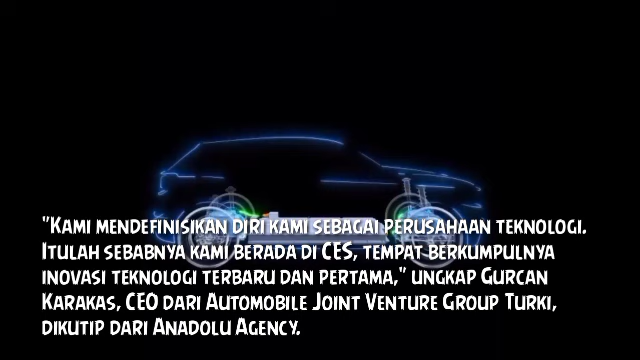 "Kami mendefinisikan diri kami sebagai perusahaan teknologi.
Itulah sebabnya kami berada di CES, tempat berkumpulnya
inovasi teknologi terbaru dan pertama," ungkap Gurcan
Karakas, CEO dari Automobile Joint Venture Group Turki,
dikutip dari Anadolu Agency.